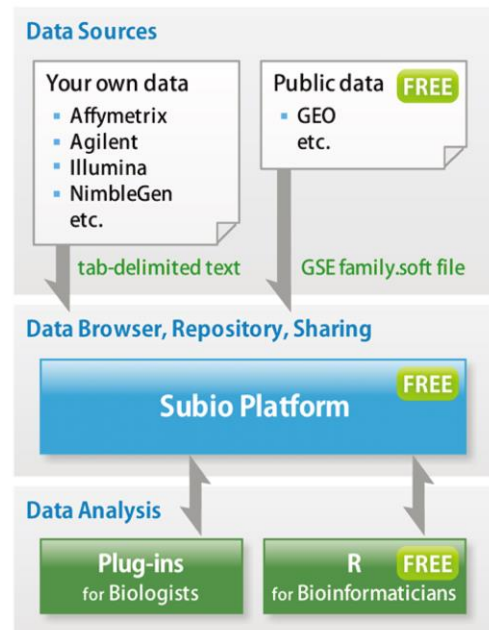 Data Sources
Your own data
▪ Affymetrix
▪ Agilent
▪ Illumina
▪ NimbleGen
etc.
Public data FREE
▪ GEO
etc.
tab-delimited text
GSE family.soft file
Data Browser, Repository, Sharing
FREE
Subio Platform
Data Analysis
Plug-ins
for Biologists
R FREE
for Bioinformaticians